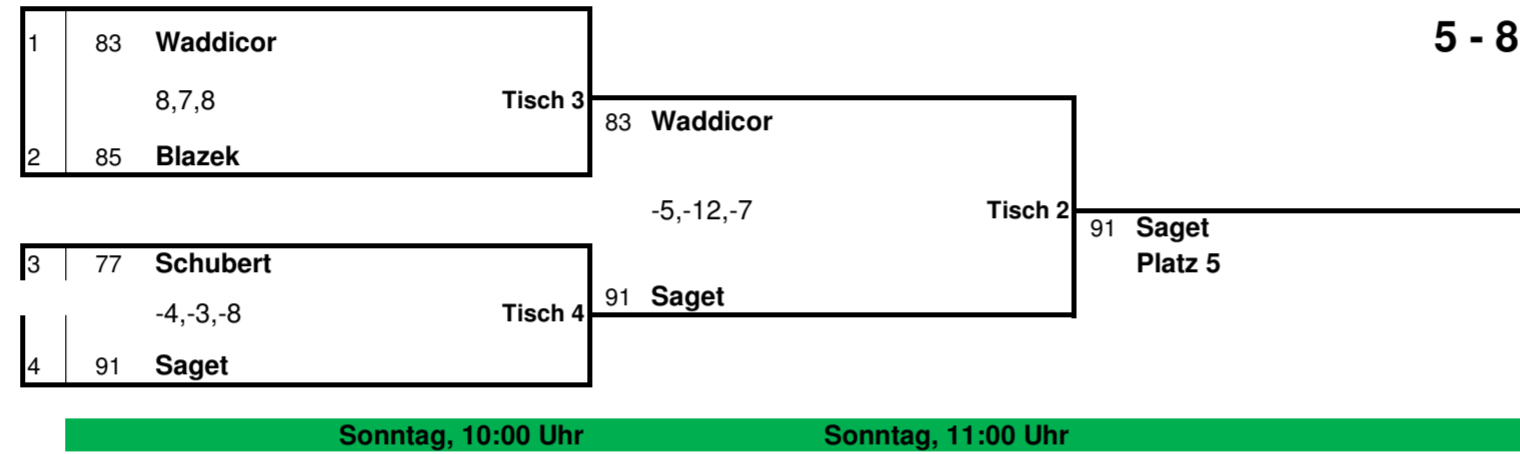 5 - 8
1 83 Waddicor
8,7,8 Tisch 3
83 Waddicor
2 85 Blazek
-5,-12,-7 Tisch 2
91 Saget
Platz 5
3 77 Schubert
91 Saget
-4,-3,-8 Tisch 4
4 91 Saget
Sonntag, 10:00 Uhr Sonntag, 11:00 Uhr